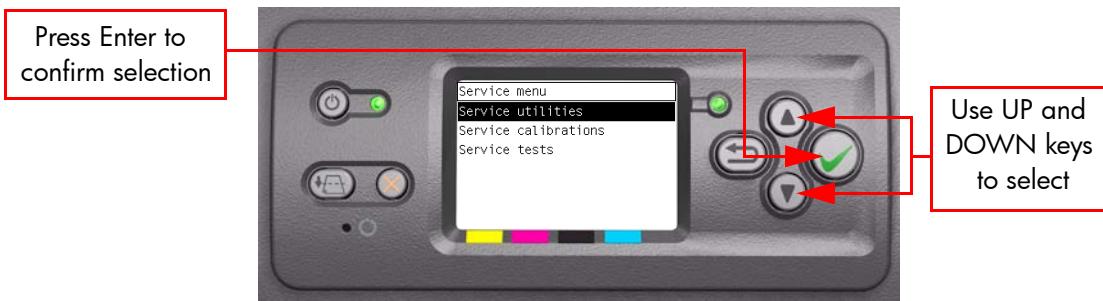 Press Enter to
confirm selection
Service menu
Service utilities
Service calibrations
Service tests
Use UP and
DOWN keys
to select